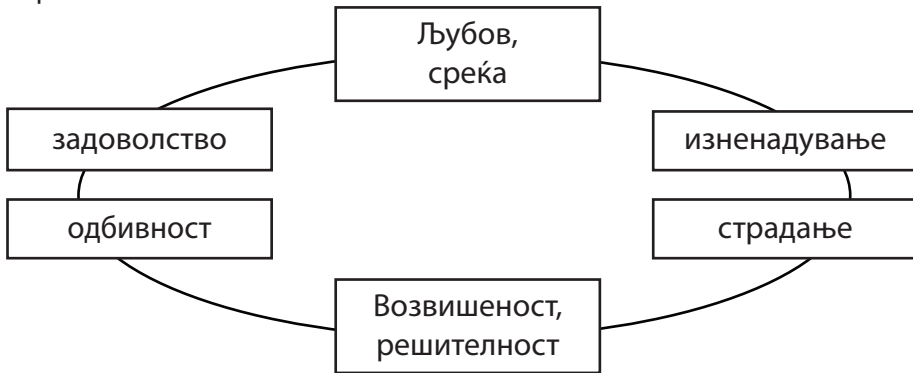 Љубов,
среќа
задоволство
изненадување
одбивност
страдање
Возвишеност,
решителност